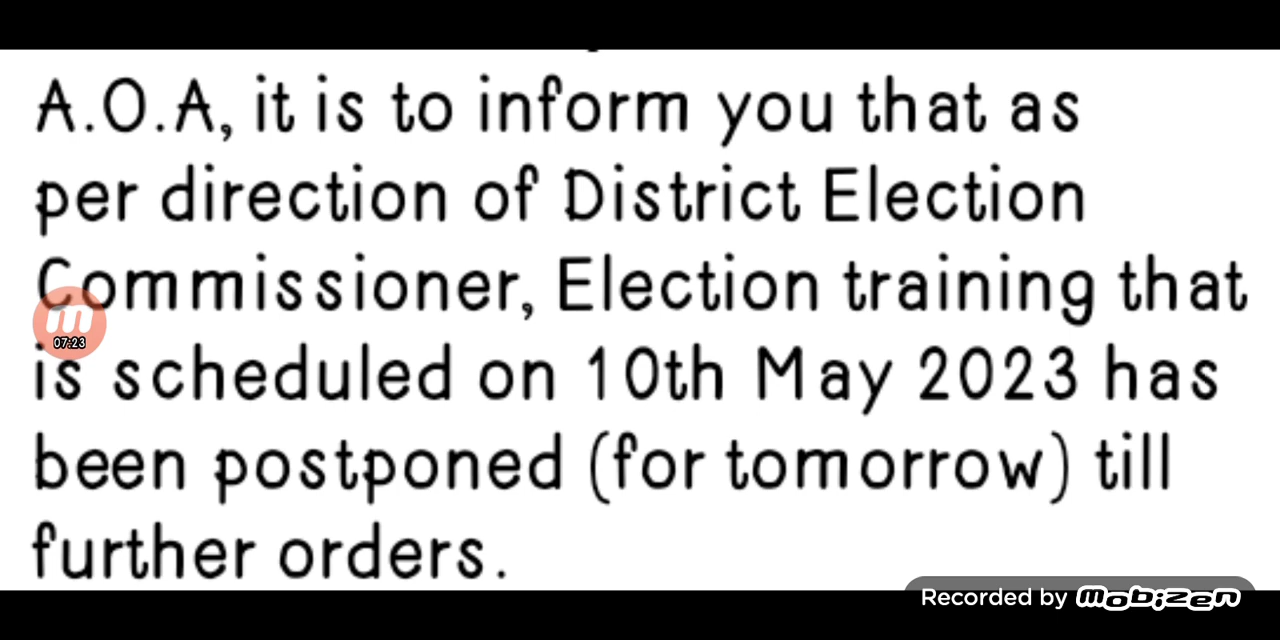 A.O.A, it is to inform you that as
per direction of District Election
Commissioner, Election training that
is scheduled on 10th May 2023 has
been postponed (for tomorrow) till
further orders.
m
07:23
Recorded by mobizen